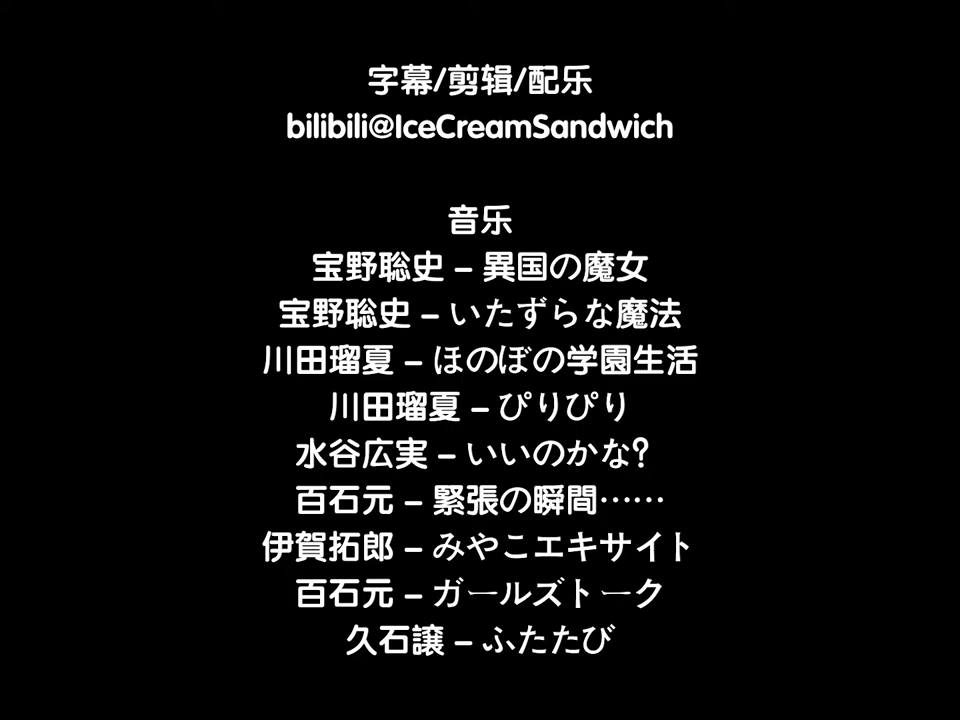 字幕/剪辑/配乐
bilibili@IceCreamSandwich
音乐
宝野聡史 – 異国の魔女
宝野聡史 – いたずらな魔法
川田瑠夏 – ほのぼの学園生活
川田瑠夏 – ぴりぴり
水谷広実 – いいのかな?
百石元 – 緊張の瞬間……
伊賀拓郎 – みやこエキサイト
百石元 – ガールズトーク
久石譲 – ふたたび